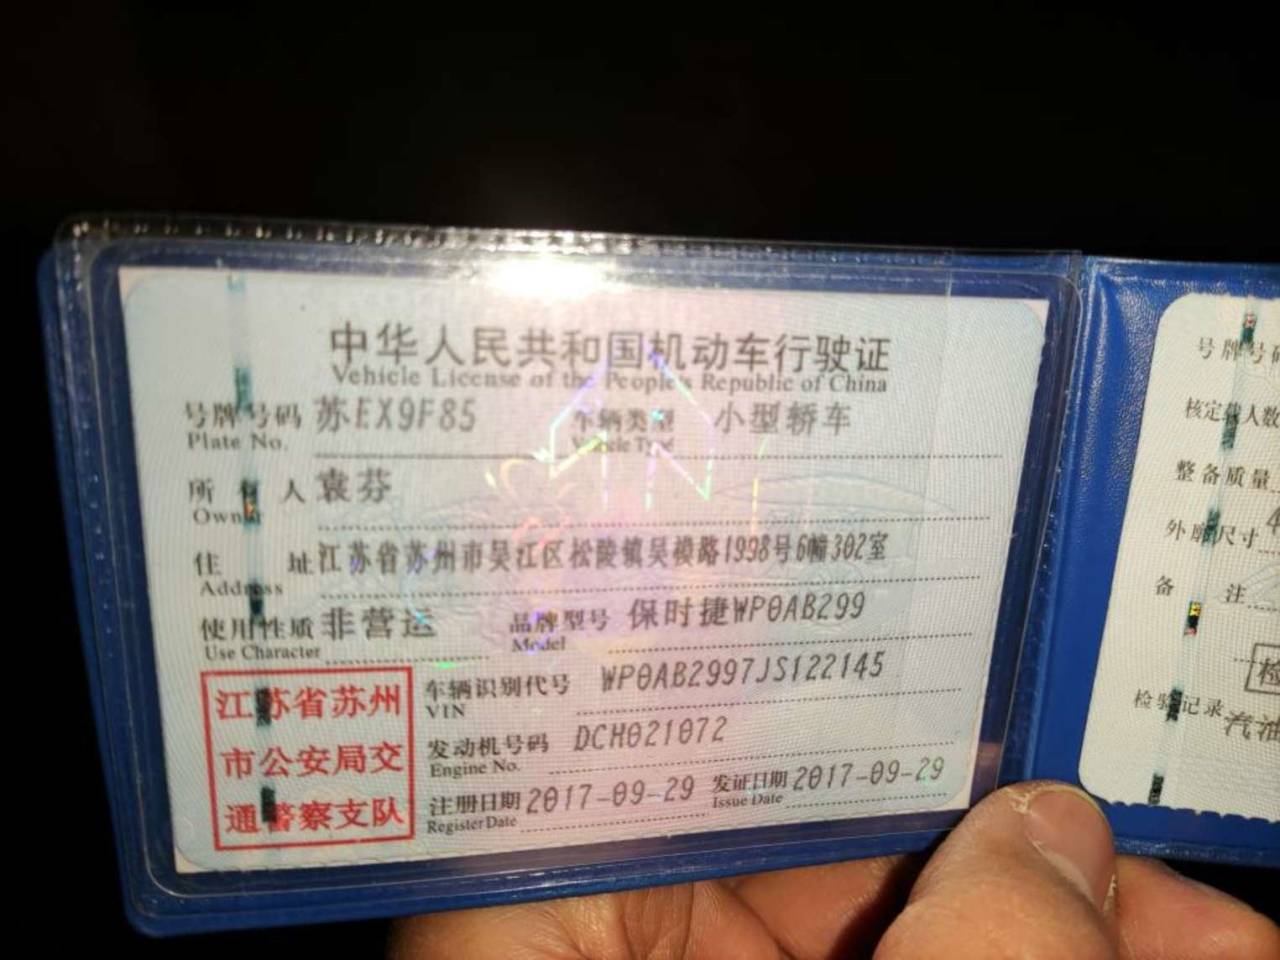 中华人民共和国机动车行驶证
Vehicle License of the People's Republic of China
号牌号码 苏EX9F85 车辆类型 小型轿车
Plate No. Vehicle Type
所有人 袁芬
Owner
住址 江苏省苏州市吴江区松陵镇吴模路1998号6幢302室
Address
使用性质 非营运 品牌型号 保时捷WP0AB299
Use Character Model
车辆识别代号 WP0AB2997JS122145
VIN
发动机号码 DCH021072
Engine No.
注册日期 2017-09-29 发证日期 2017-09-29
Register Date Issue Date
江苏省苏州
市公安局交
通警察支队
号牌号码
核定载人数
整备质量
外廓尺寸
备注
检验记录 汽油